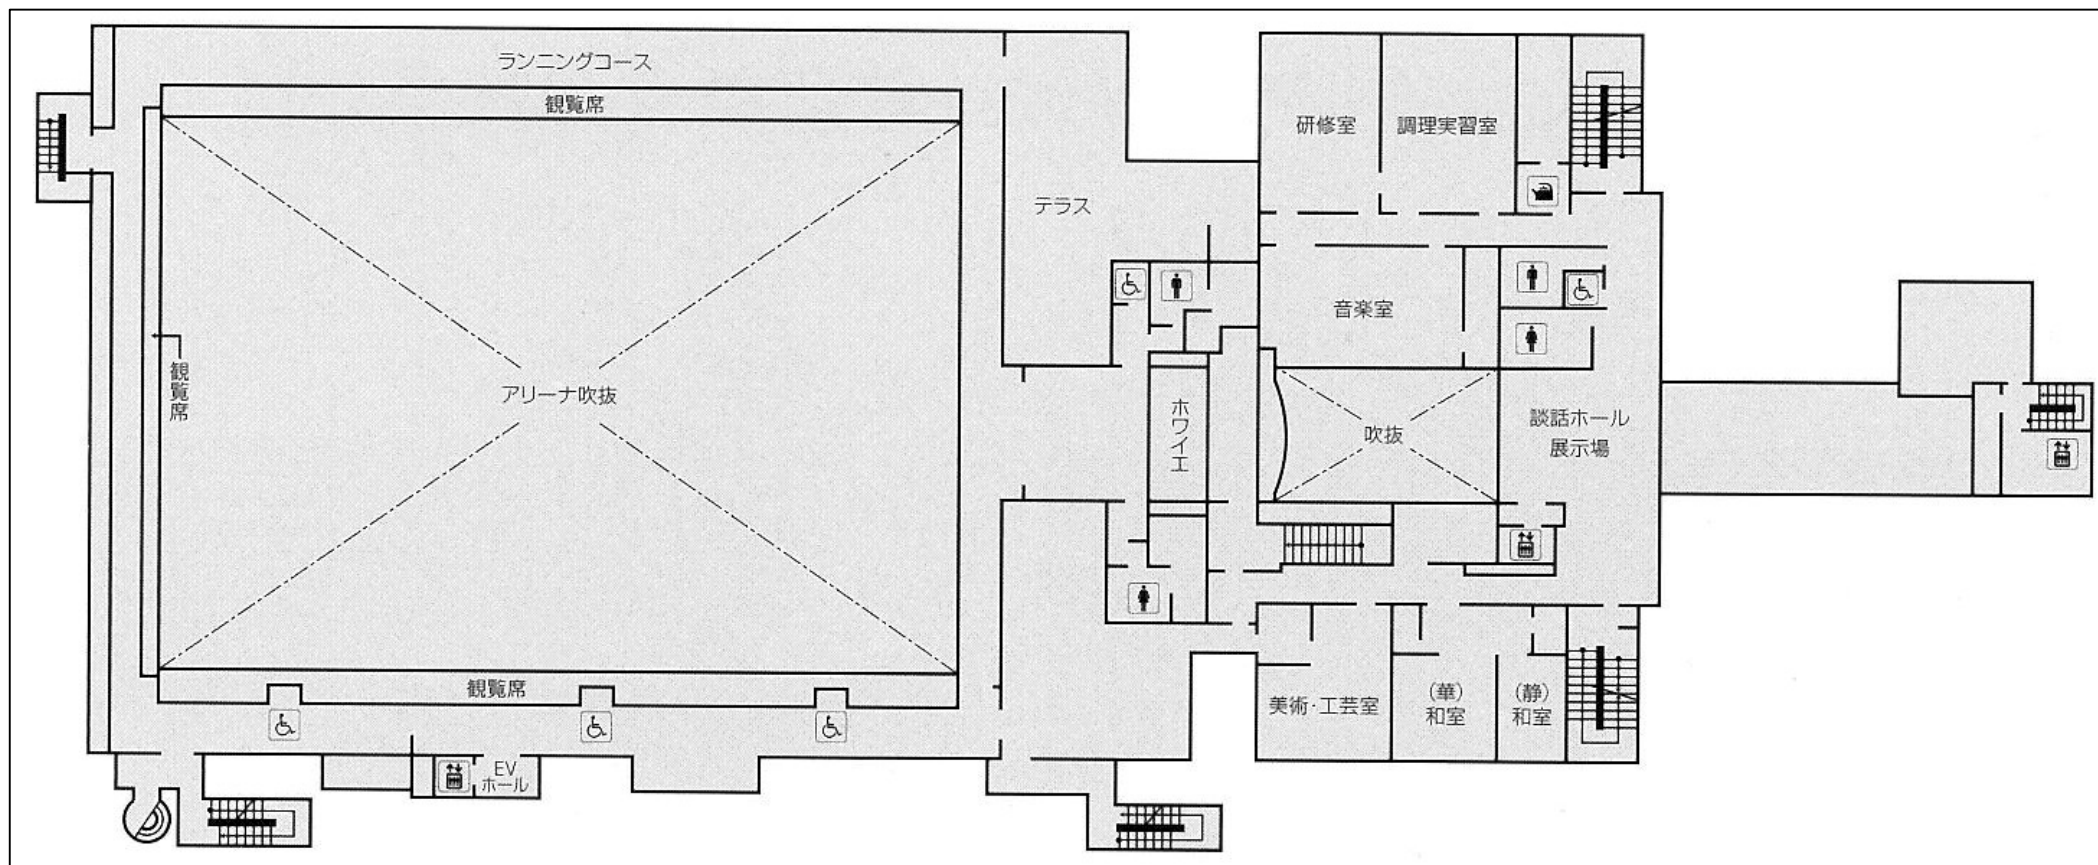 ランニングコース
観覧席
研修室
調理実習室
テラス
音楽室
観覧席
アリーナ吹抜
ホワイエ
吹抜
談話ホール
展示場
観覧席
美術・工芸室
(華)
和室
(静)
和室
EV
ホール